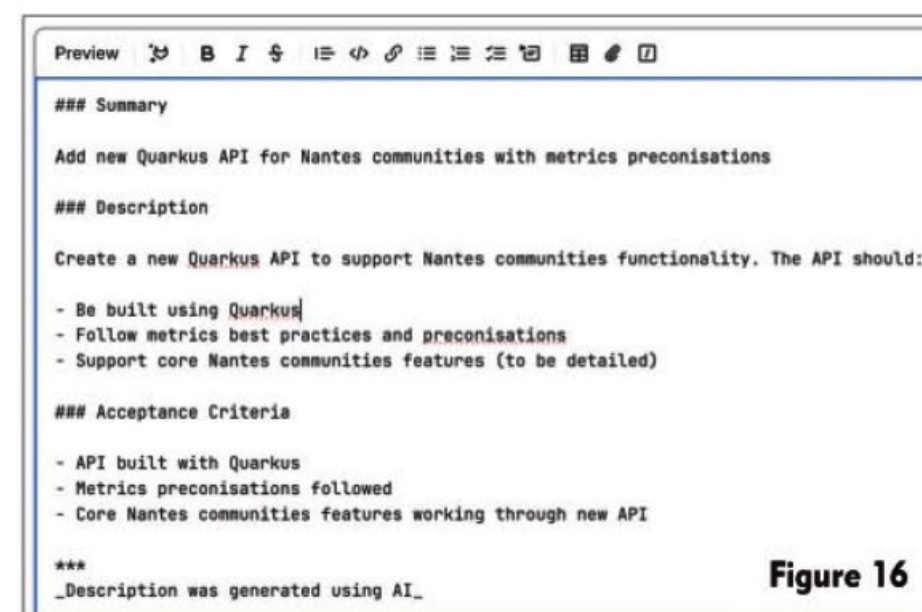 Preview B I S
### Summary
Add new Quarkus API for Nantes communities with metrics preconisations
### Description
Create a new Quarkus API to support Nantes communities functionality. The API should:
- Be built using Quarkus
- Follow metrics best practices and preconisations
- Support core Nantes communities features (to be detailed)
### Acceptance Criteria
- API built with Quarkus
- Metrics preconisations followed
- Core Nantes communities features working through new API
***
_Description was generated using AI_
Figure 16